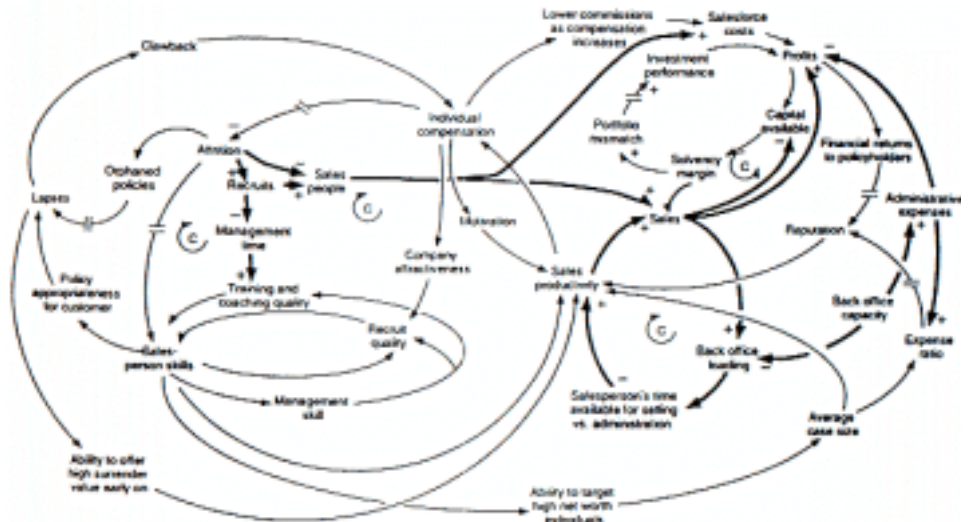 Clawback
Lower commissions
as compensation
increases
Salesforce
costs
Investment
performance
Profits
Individual
compensation
Portfolio
mismatch
Capital
available
Attrition
Financial returns
to policyholders
Orphaned
policies
Recruits
Sales
people
Solvency
margin
C
Lapses
C
C
Sales
Administrative
expenses
Management
time
Motivation
Reputation
Company
attractiveness
Sales
productivity
Policy
appropriateness
for customer
Training and
coaching quality
Back office
capacity
C
Recruit
quality
Expense
ratio
Sales-
person skills
Back office
loading
Management
skill
Salesperson's time
available for selling
vs. administration
Average
case size
Ability to offer
high surrender
value early on
Ability to target
high net worth
individuals